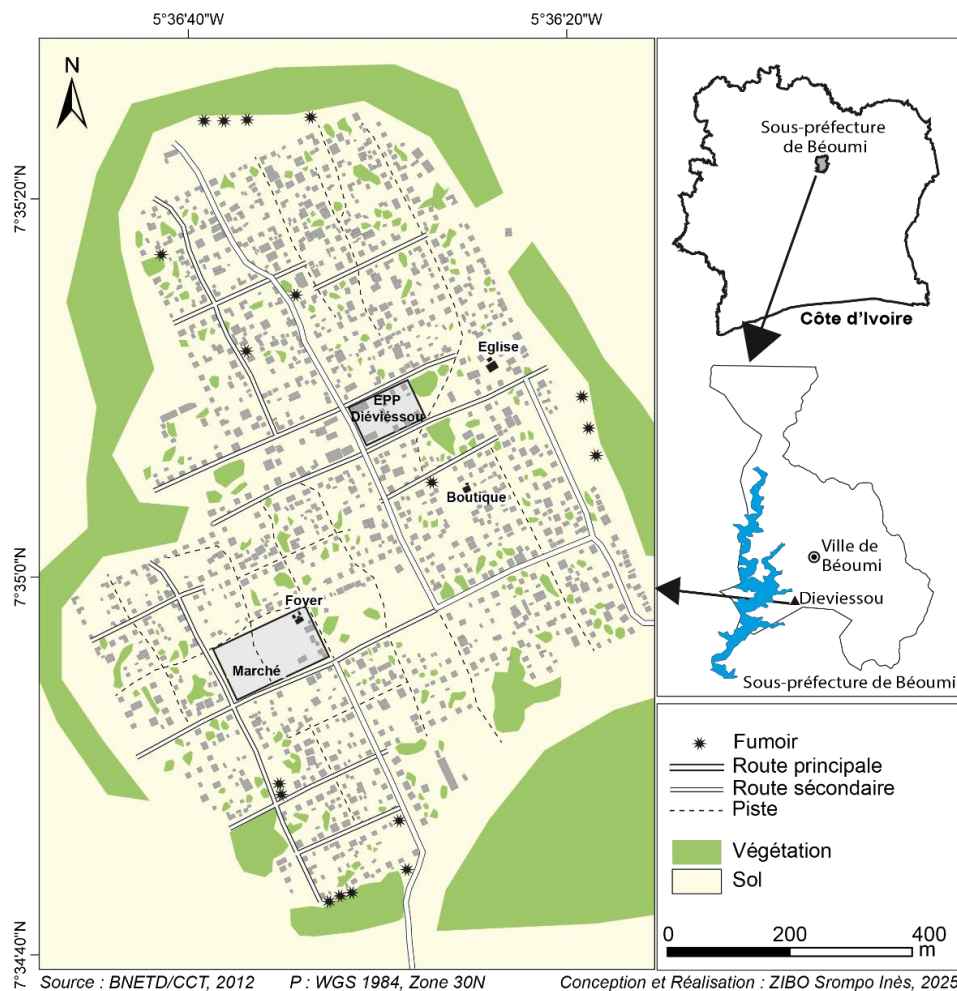 5°36'40"W
5°36'20"W
N
7°35'20"N
7°35'0"N
7°34'40"N
Eglise
EPP
Diéviéssou
Boutique
Foyer
Marché
Sous-préfecture
de Béoumi
Côte d'Ivoire
Ville de
Béoumi
Dieviessou
Sous-préfecture de Béoumi
Fumoir
Route principale
Route sécondaire
Piste
Végétation
Sol
0 200 400
m
Source : BNETD/CCT, 2012 P : WGS 1984, Zone 30N Conception et Réalisation : ZIBO Srompo Inès, 2025